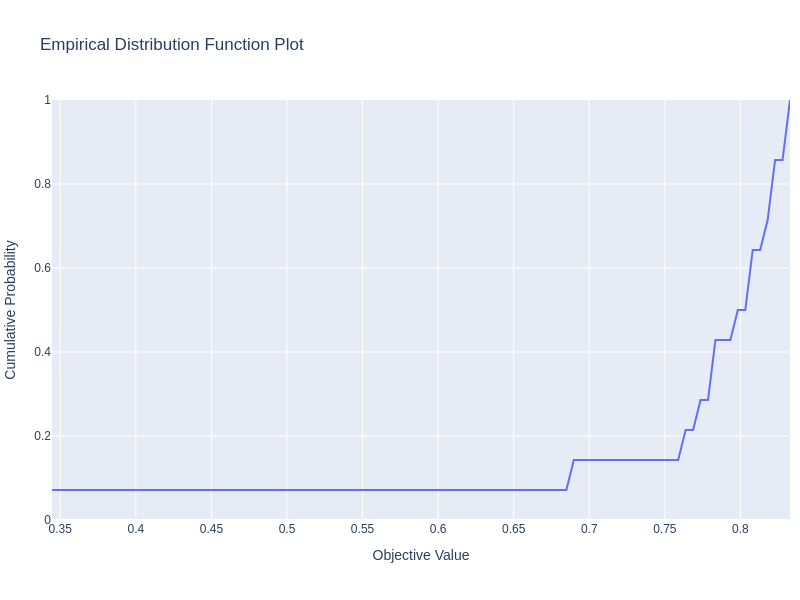 Empirical Distribution Function Plot
1
0.8
0.6
0.4
0.2
0
Cumulative Probability
0.35 0.4 0.45 0.5 0.55 0.6 0.65 0.7 0.75 0.8
Objective Value